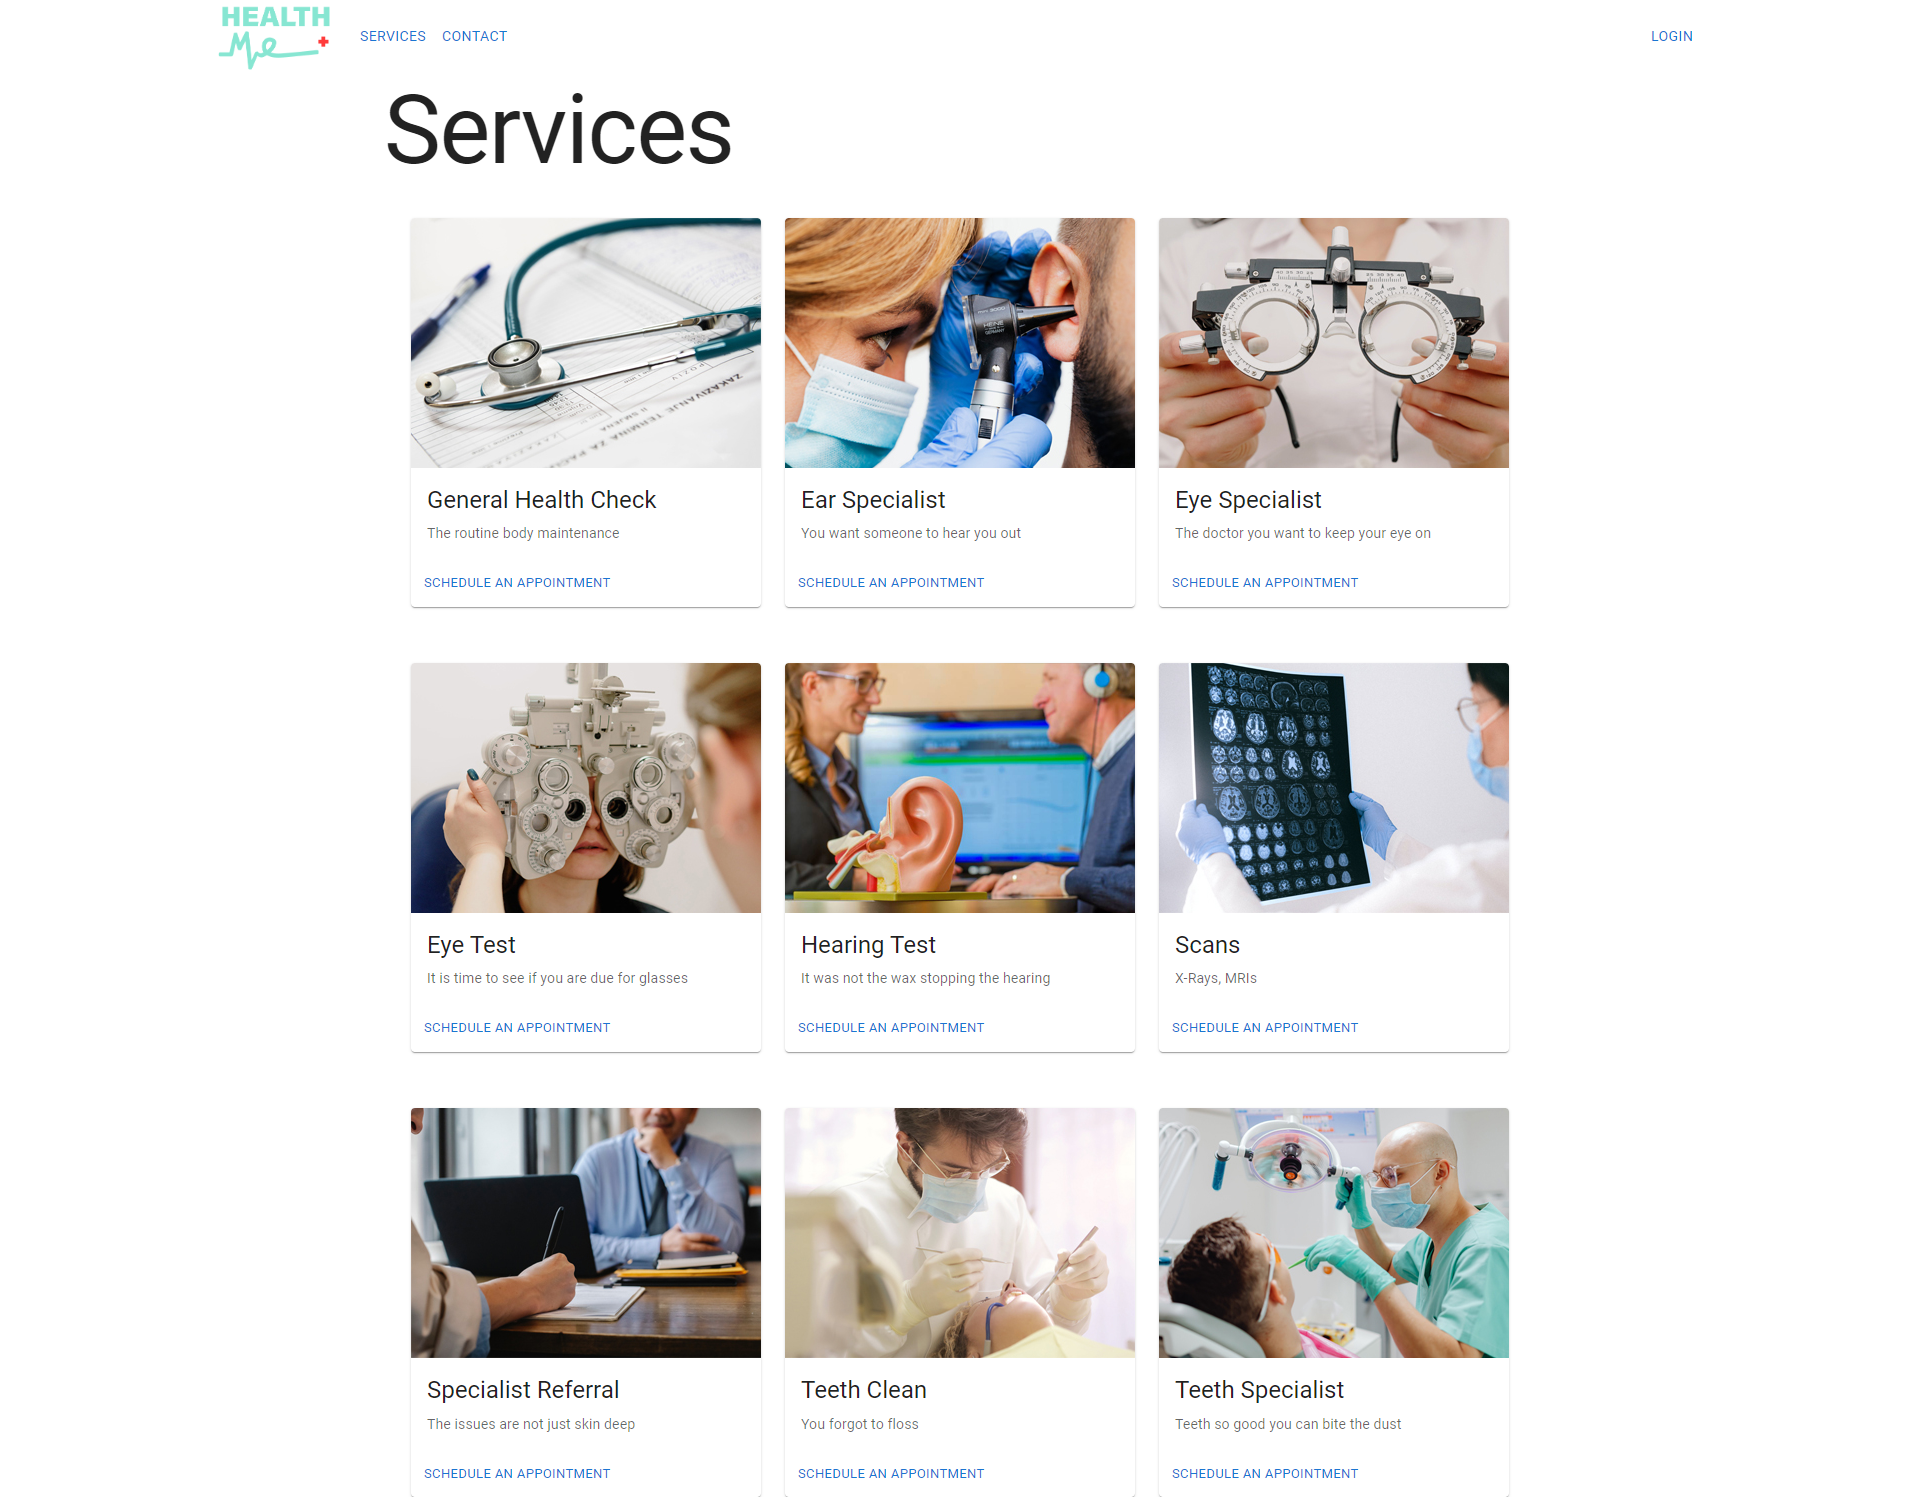 HEALTH
Me
SERVICES CONTACT
LOGIN
Services
ZAKAZIVANJE TERMINA ZA
HEINE
General Health Check
The routine body maintenance
SCHEDULE AN APPOINTMENT
Ear Specialist
You want someone to hear you out
SCHEDULE AN APPOINTMENT
Eye Specialist
The doctor you want to keep your eye on
SCHEDULE AN APPOINTMENT
Eye Test
It is time to see if you are due for glasses
SCHEDULE AN APPOINTMENT
Hearing Test
It was not the wax stopping the hearing
SCHEDULE AN APPOINTMENT
Scans
X-Rays, MRIs
SCHEDULE AN APPOINTMENT
Specialist Referral
The issues are not just skin deep
SCHEDULE AN APPOINTMENT
Teeth Clean
You forgot to floss
SCHEDULE AN APPOINTMENT
Teeth Specialist
Teeth so good you can bite the dust
SCHEDULE AN APPOINTMENT